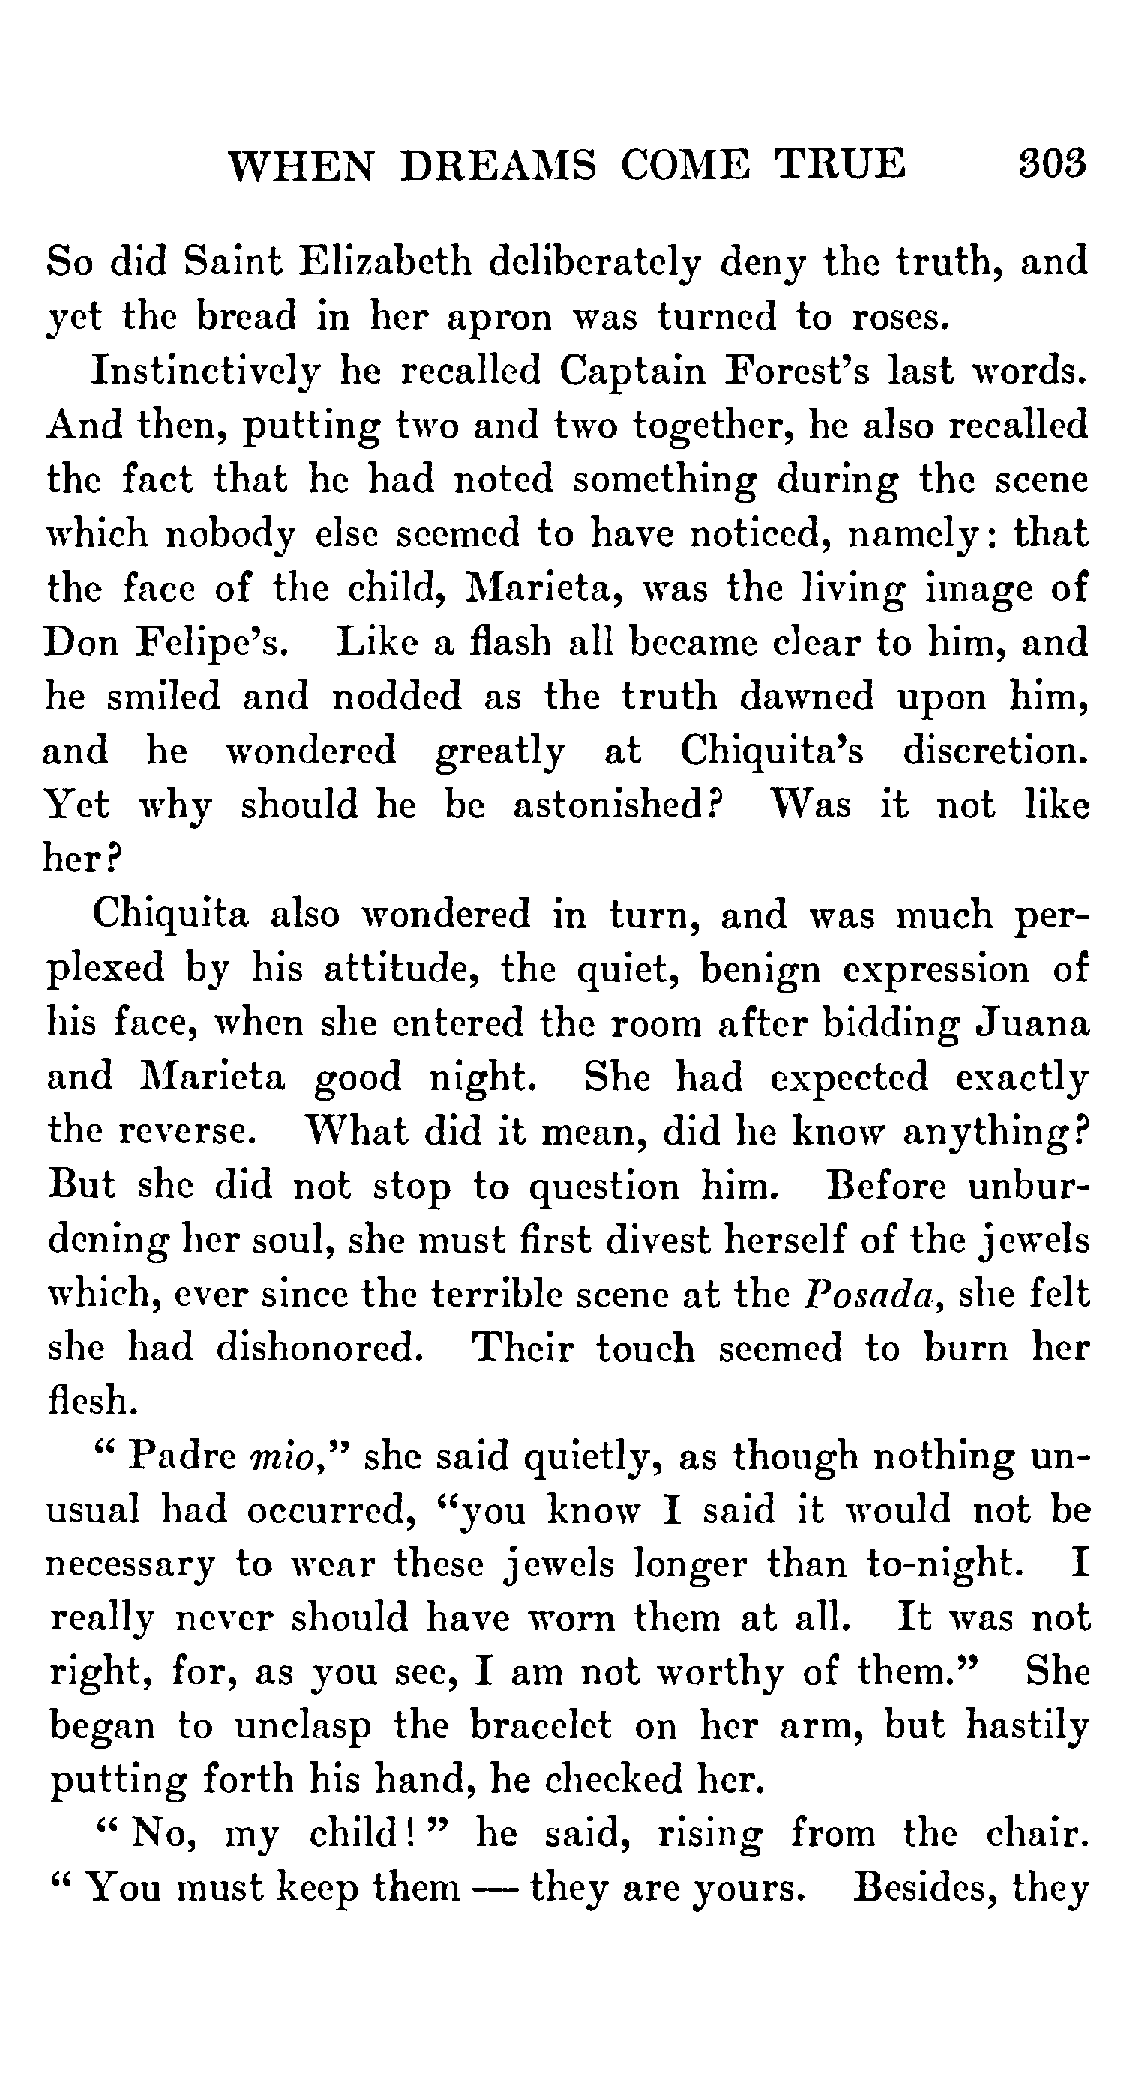 WHEN DREAMS COME TRUE 303
So did Saint Elizabeth deliberately deny the truth, and
yet the bread in her apron was turned to roses.
Instinctively he recalled Captain Forest's last words.
And then, putting two and two together, he also recalled
the fact that he had noted something during the scene
which nobody else seemed to have noticed, namely: that
the face of the child, Marieta, was the living image of
Don Felipe's. Like a flash all became clear to him, and
he smiled and nodded as the truth dawned upon him,
and he wondered greatly at Chiquita's discretion.
Yet why should he be astonished? Was it not like
her?
Chiquita also wondered in turn, and was much per-
plexed by his attitude, the quiet, benign expression of
his face, when she entered the room after bidding Juana
and Marieta good night. She had expected exactly
the reverse. What did it mean, did he know anything?
But she did not stop to question him. Before unbur-
dening her soul, she must first divest herself of the jewels
which, ever since the terrible scene at the Posada, she felt
she had dishonored. Their touch seemed to burn her
flesh.
" Padre mio," she said quietly, as though nothing un-
usual had occurred, "you know I said it would not be
necessary to wear these jewels longer than to-night. I
really never should have worn them at all. It was not
right, for, as you see, I am not worthy of them." She
began to unclasp the bracelet on her arm, but hastily
putting forth his hand, he checked her.
" No, my child! " he said, rising from the chair.
" You must keep them — they are yours. Besides, they